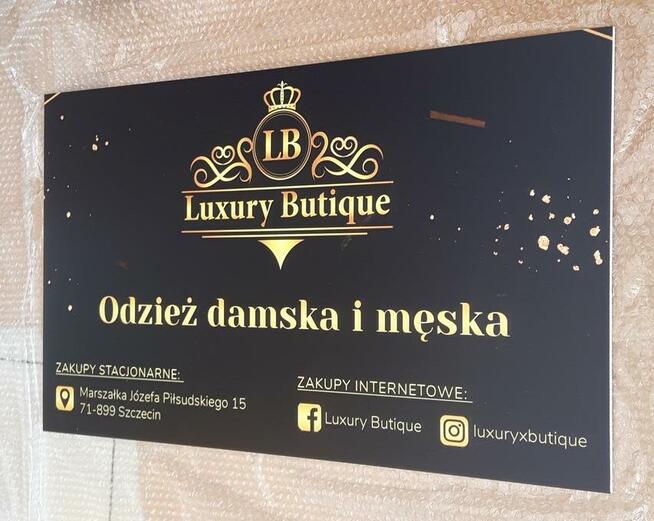 LB
Luxury Butique
Odzież damska i męska
ZAKUPY STACJONARNE:
Marszałka Józefa Piłsudskiego 15
71-899 Szczecin
ZAKUPY INTERNETOWE:
Luxury Butique
luxuryxbutique